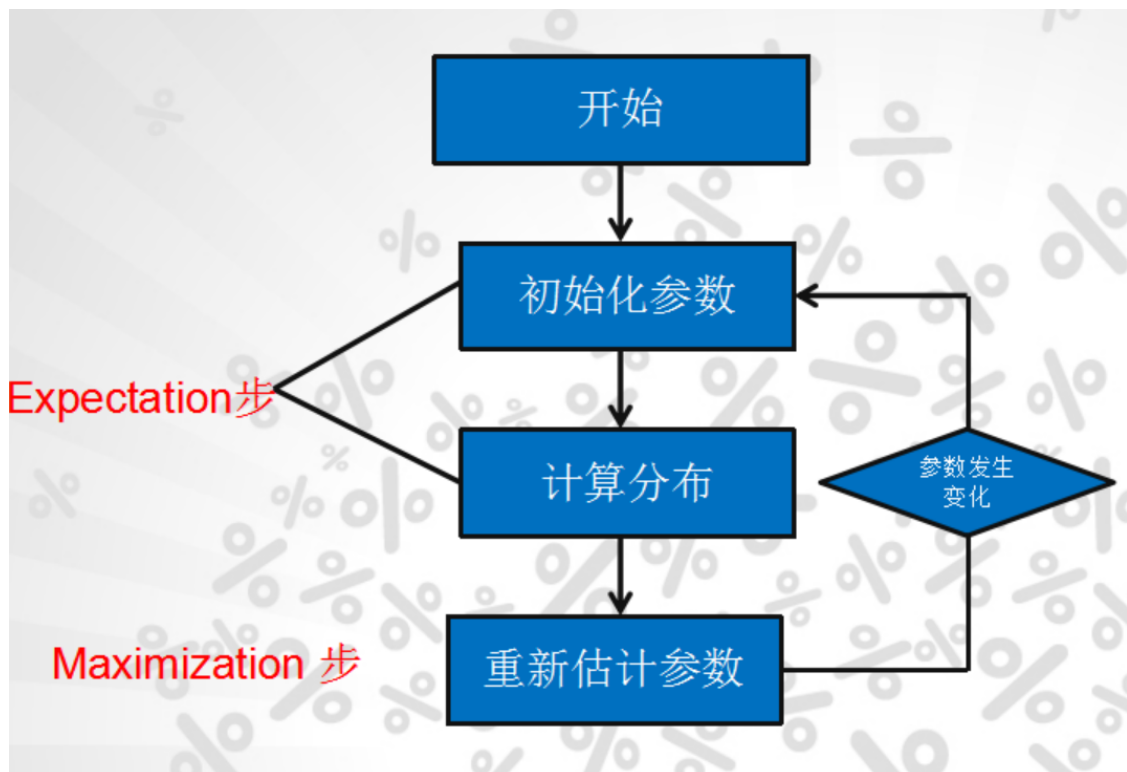 开始
初始化参数
Expectation步
计算分布
参数发生
变化
Maximization 步
重新估计参数